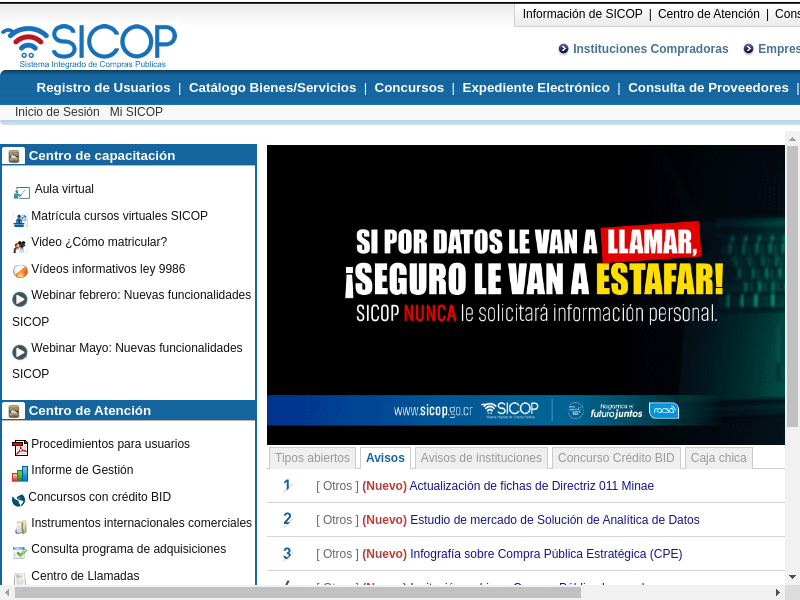 Información de SICOP | Centro de Atención | Cons
SICOP
Sistema Integrado de Compras Públicas
Instituciones Compradoras Empres
Registro de Usuarios | Catálogo Bienes/Servicios | Concursos | Expediente Electrónico | Consulta de Proveedores |
Inicio de Sesión Mi SICOP
Centro de capacitación
Aula virtual
Matrícula cursos virtuales SICOP
Video ¿Cómo matricular?
Vídeos informativos ley 9986
Webinar febrero: Nuevas funcionalidades
SICOP
Webinar Mayo: Nuevas funcionalidades
SICOP
Centro de Atención
Procedimientos para usuarios
Informe de Gestión
Concursos con crédito BID
Instrumentos internacionales comerciales
Consulta programa de adquisiciones
Centro de Llamadas
SI POR DATOS LE VAN A LLAMAR,
¡SEGURO LE VAN A ESTAFAR!
SICOP NUNCA le solicitará información personal.
www.sicop.go.cr SICOP Hagamos el
futuro juntos racsa
Tipos abiertos Avisos Avisos de instituciones Concurso Crédito BID Caja chica
1 [ Otros ] (Nuevo) Actualización de fichas de Directriz 011 Minae
2 [ Otros ] (Nuevo) Estudio de mercado de Solución de Analítica de Datos
3 [ Otros ] (Nuevo) Infografía sobre Compra Pública Estratégica (CPE)